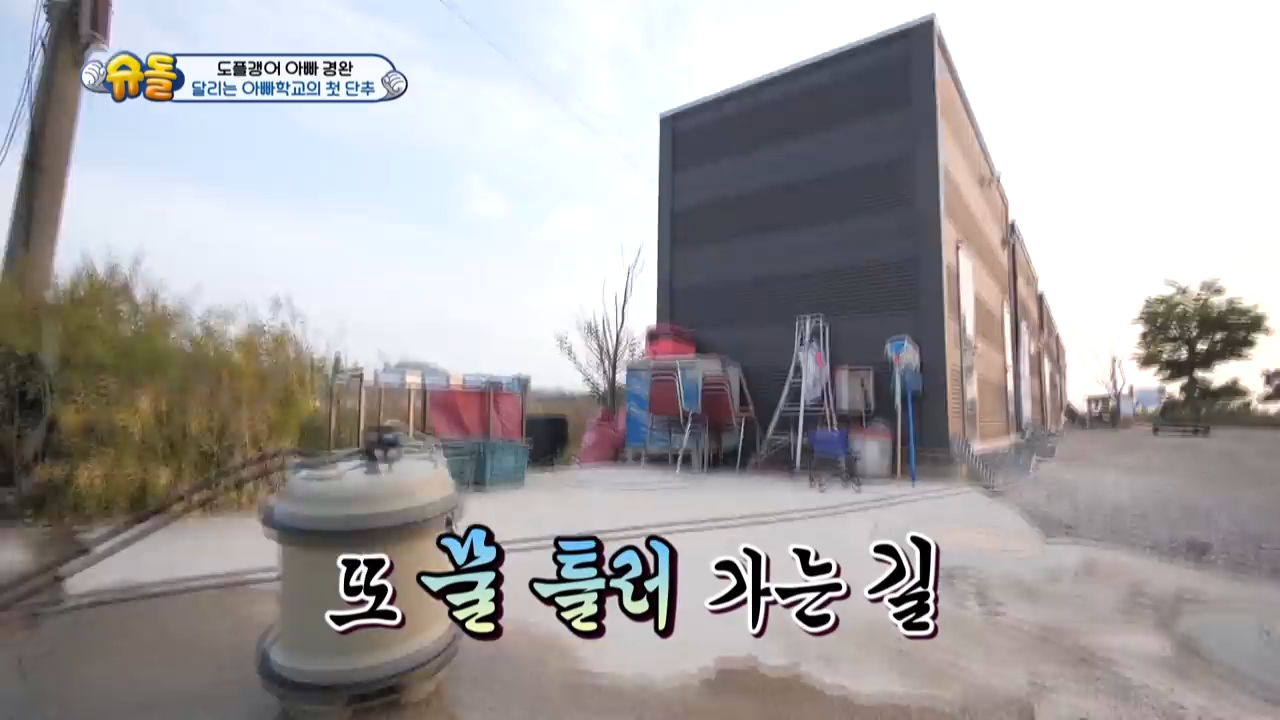 슈돌
도플갱어 아빠 경완
달리는 아빠학교의 첫 단추
또 물 틀러 가는 길